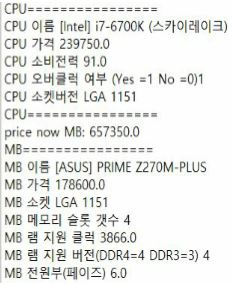 CPU================
CPU 이름 [Intel] i7-6700K (스카이레이크)
CPU 가격 239750.0
CPU 소비전력 91.0
CPU 오버클럭 여부 (Yes =1 No =0)1
CPU 소켓버전 LGA 1151
CPU================
price now MB: 657350.0
MB================
MB 이름 [ASUS] PRIME Z270M-PLUS
MB 가격 178600.0
MB 소켓 LGA 1151
MB 메모리 슬롯 갯수 4
MB 램 지원 클럭 3866.0
MB 램 지원 버전(DDR4=4 DDR3=3) 4
MB 전원부(페이즈) 6.0